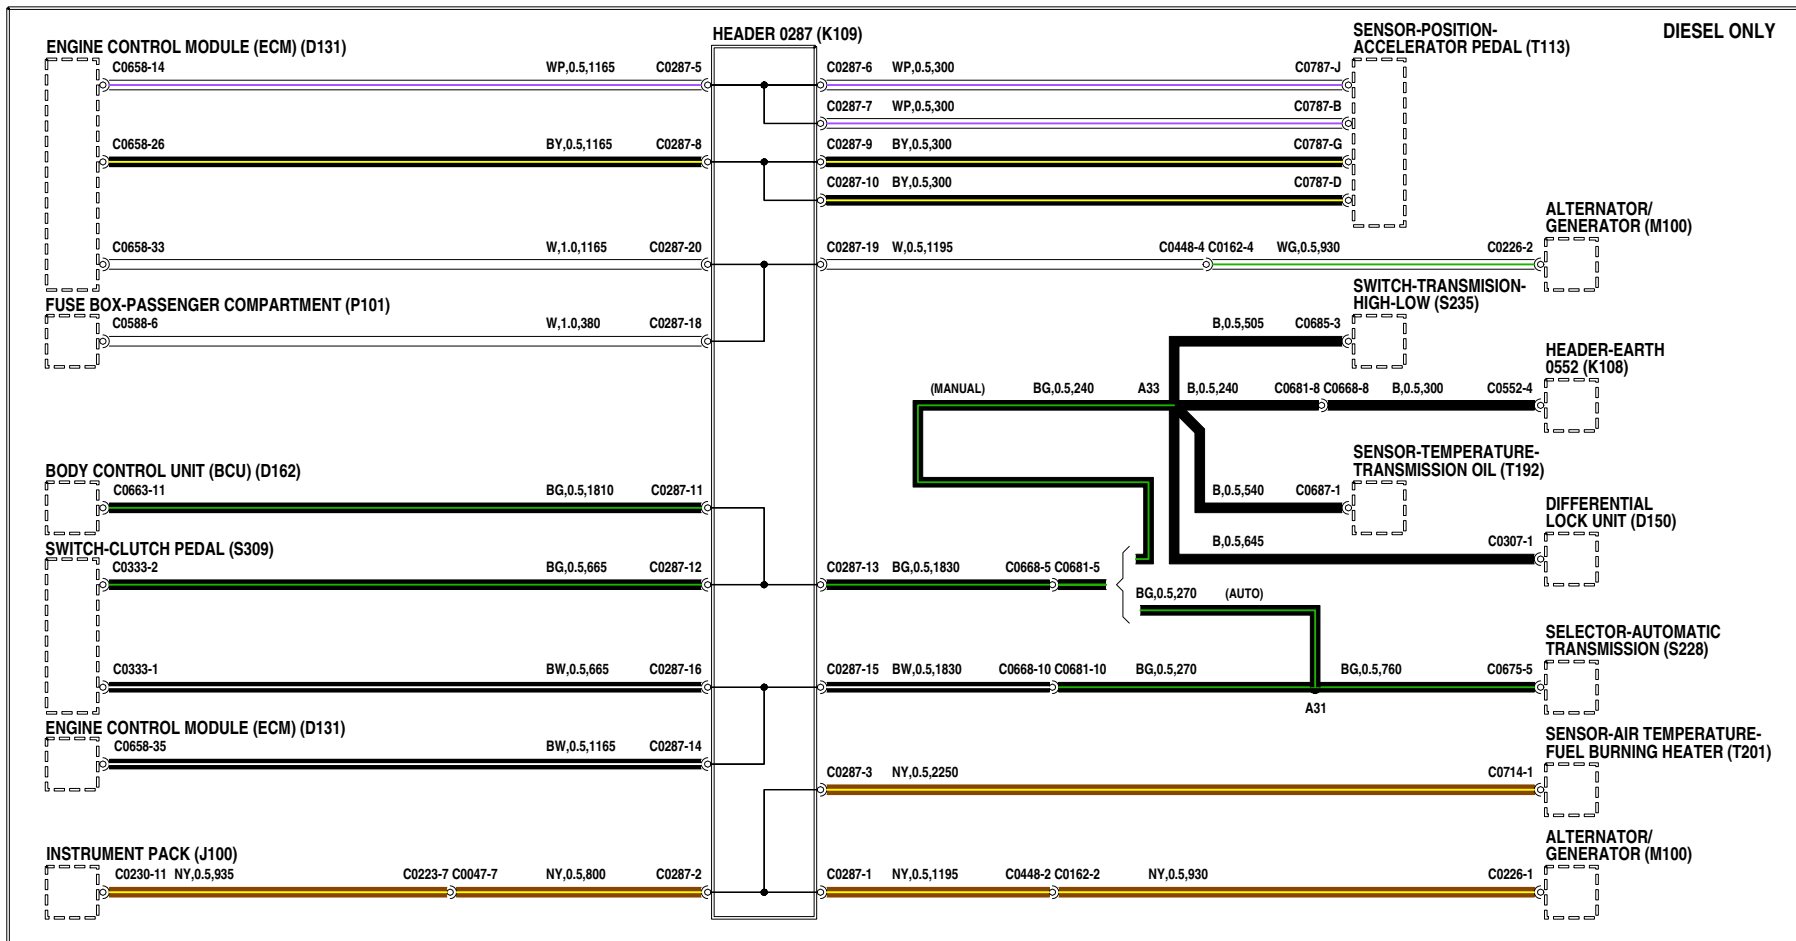 DIESEL ONLY
ENGINE CONTROL MODULE (ECM) (D131)
HEADER 0287 (K109)
SENSOR-POSITION-
ACCELERATOR PEDAL (T113)
C0658-14 WP,0.5,1165 C0287-5 C0287-6 WP,0.5,300 C0787-J
C0287-7 WP,0.5,300 C0787-B
C0658-26 BY,0.5,1165 C0287-8 C0287-9 BY,0.5,300 C0787-G
C0287-10 BY,0.5,300 C0787-D
ALTERNATOR/
GENERATOR (M100)
C0658-33 W,1.0,1165 C0287-20 C0287-19 W,0.5,1195 C0448-4 C0162-4 WG,0.5,930 C0226-2
SWITCH-TRANSMISION-
HIGH-LOW (S235)
FUSE BOX-PASSENGER COMPARTMENT (P101)
C0588-6 W,1.0,380 C0287-18 B,0.5,505 C0685-3
HEADER-EARTH
0552 (K108)
(MANUAL) BG,0.5,240 A33 B,0.5,240 C0681-8 C0668-8 B,0.5,300 C0552-4
SENSOR-TEMPERATURE-
TRANSMISSION OIL (T192)
BODY CONTROL UNIT (BCU) (D162)
C0663-11 BG,0.5,1810 C0287-11 B,0.5,540 C0687-1
DIFFERENTIAL
LOCK UNIT (D150)
B,0.5,645 C0307-1
SWITCH-CLUTCH PEDAL (S309)
C0333-2 BG,0.5,665 C0287-12 C0287-13 BG,0.5,1830 C0668-5 C0681-5
BG,0.5,270 (AUTO)
SELECTOR-AUTOMATIC
TRANSMISSION (S228)
C0333-1 BW,0.5,665 C0287-16 C0287-15 BW,0.5,1830 C0668-10 C0681-10 BG,0.5,270 BG,0.5,760 C0675-5
A31
ENGINE CONTROL MODULE (ECM) (D131)
C0658-35 BW,0.5,1165 C0287-14
SENSOR-AIR TEMPERATURE-
FUEL BURNING HEATER (T201)
C0287-3 NY,0.5,2250 C0714-1
ALTERNATOR/
GENERATOR (M100)
INSTRUMENT PACK (J100)
C0230-11 NY,0.5,935 C0223-7 C0047-7 NY,0.5,800 C0287-2 C0287-1 NY,0.5,1195 C0448-2 C0162-2 NY,0.5,930 C0226-1